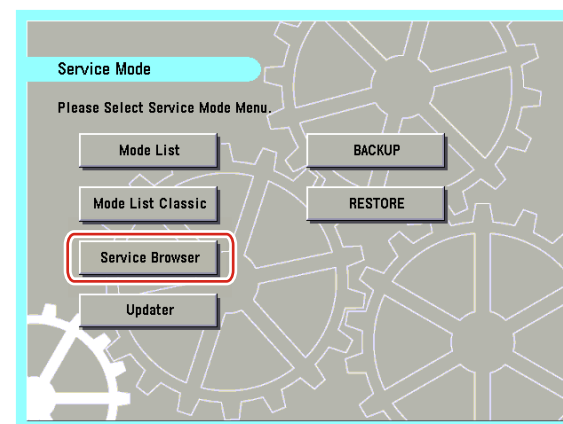 Service Mode
Please Select Service Mode Menu.
Mode List
BACKUP
Mode List Classic
RESTORE
Service Browser
Updater